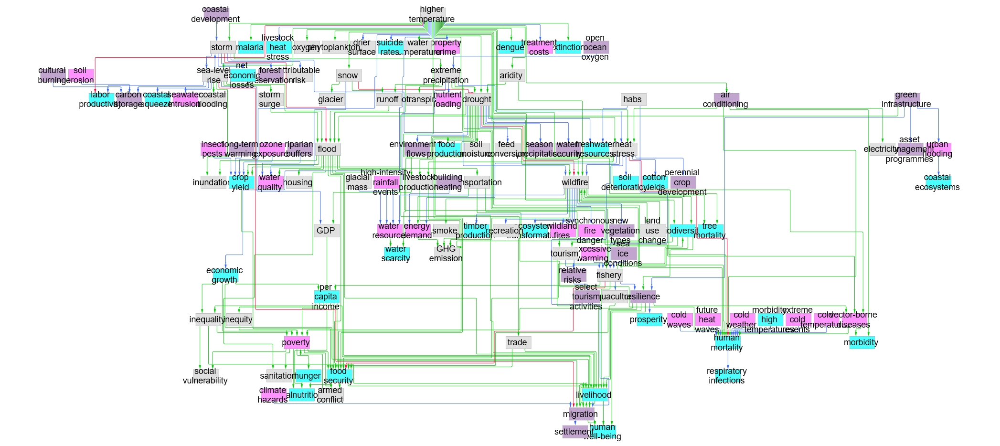 coastal
development
higher
temperature
storm
malaria
livestock
heat
stress
oxygen
phytoplankton
drier
surface
suicide
rates
water
property
crime
dengue
treatment
costs
extinction
open
ocean
oxygen
cultural
burning
soil
erosion
sea-level
rise
net
economic
losses
forest
risk
snow
extreme
precipitation
aridity
labor
carbon
storage
coastal
squeeze
seawater
intrusion
coastal
flooding
storm
surge
glacier
runoff
nutrient
loading
drought
habs
air
conditioning
green
infrastructure
insect
pests
long-term
warming
ozone
exposure
riparian
buffers
flood
environment
flows
food
production
soil
moisture
feed
conversion
season
water
security
freshwater
resources
heat
stress
electricity
asset
programmes
urban
flooding
inundation
crop
yield
water
quality
housing
glacial
mass
high-intensity
rainfall
events
livestock
production
building
heating
wildfire
soil
cotton
yields
perennial
crop
development
coastal
ecosystems
GDP
water
energy
demand
smoke
timber
production
recreation
wildland
fires
synchronous
fire
danger
new
vegetation
types
land
use
change
tree
mortality
water
scarcity
GHG
emission
tourism
warming
sea
ice
conditions
economic
growth
relative
risks
fishery
per
capita
income
select
tourism
activities
resilience
inequality
inequity
prosperity
cold
waves
future
heat
waves
cold
weather
morbidity
high
temperatures
extreme
cold
events
cold
vector-borne
diseases
poverty
trade
human
mortality
morbidity
social
vulnerability
sanitation
hunger
food
security
respiratory
infections
climate
hazards
armed
conflict
livelihood
migration
settlement
human
well-being